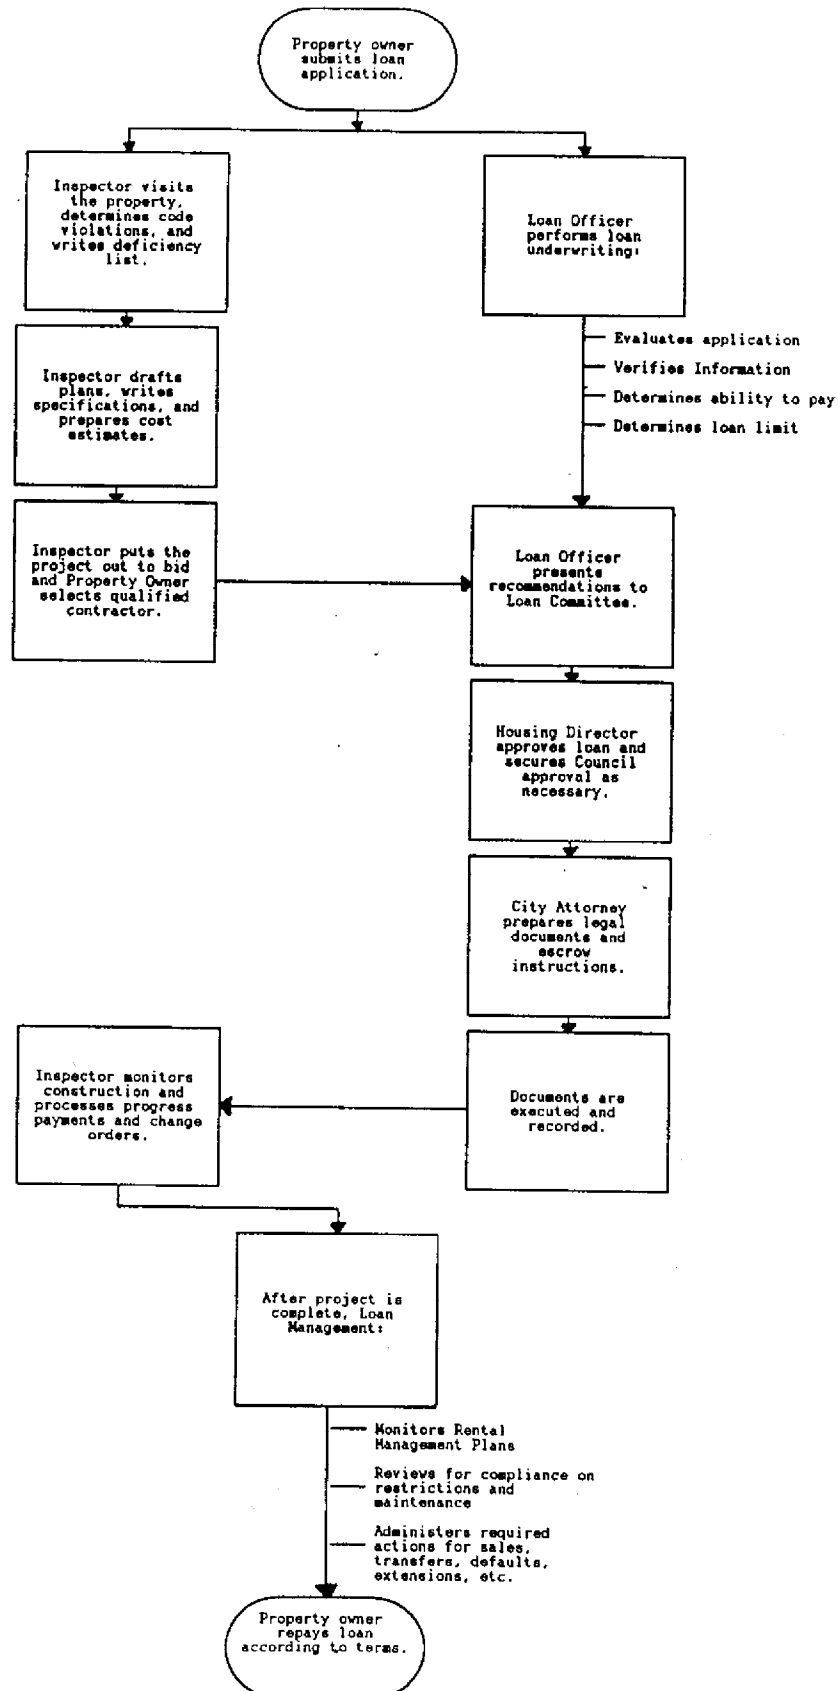 Property owner
submits loan
application.
Inspector visits
the property,
determines code
violations, and
writes deficiency
list.
Loan Officer
performs loan
underwriting:
Evaluates application
Verifies Information
Determines ability to pay
Determines loan limit
Inspector drafts
plans, writes
specifications, and
prepares cost
estimates.
Inspector puts the
project out to bid
and Property Owner
selects qualified
contractor.
Loan Officer
presents
recommendations to
Loan Committee.
Housing Director
approves loan and
secures Council
approval as
necessary.
City Attorney
prepares legal
documents and
escrow
instructions.
Documents are
executed and
recorded.
Inspector monitors
construction and
processes progress
payments and change
orders.
After project is
complete, Loan
Management:
Monitors Rental
Management Plans
Reviews for compliance on
restrictions and
maintenance
Administers required
actions for sales,
transfers, defaults,
extensions, etc.
Property owner
repays loan
according to terms.